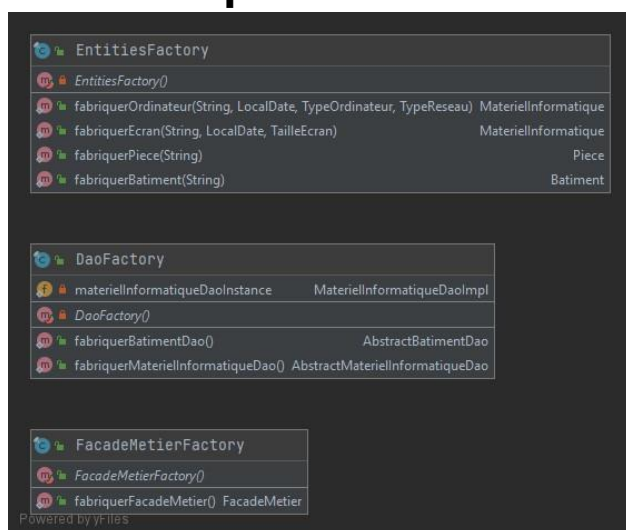 EntitiesFactory
EntitiesFactory()
fabriquerOrdinateur(String, LocalDate, TypeOrdinateur, TypeReseau) MaterielInformatique
fabriquerEcran(String, LocalDate, TailleEcran) MaterielInformatique
fabriquerPiece(String) Piece
fabriquerBatiment(String) Batiment
DaoFactory
materielInformatiqueDaoInstance MaterielInformatiqueDaoImpl
DaoFactory()
fabriquerBatimentDao() AbstractBatimentDao
fabriquerMaterielInformatiqueDao() AbstractMaterielInformatiqueDao
FacadeMetierFactory
FacadeMetierFactory()
fabriquerFacadeMetier() FacadeMetier
Powered by yFiles